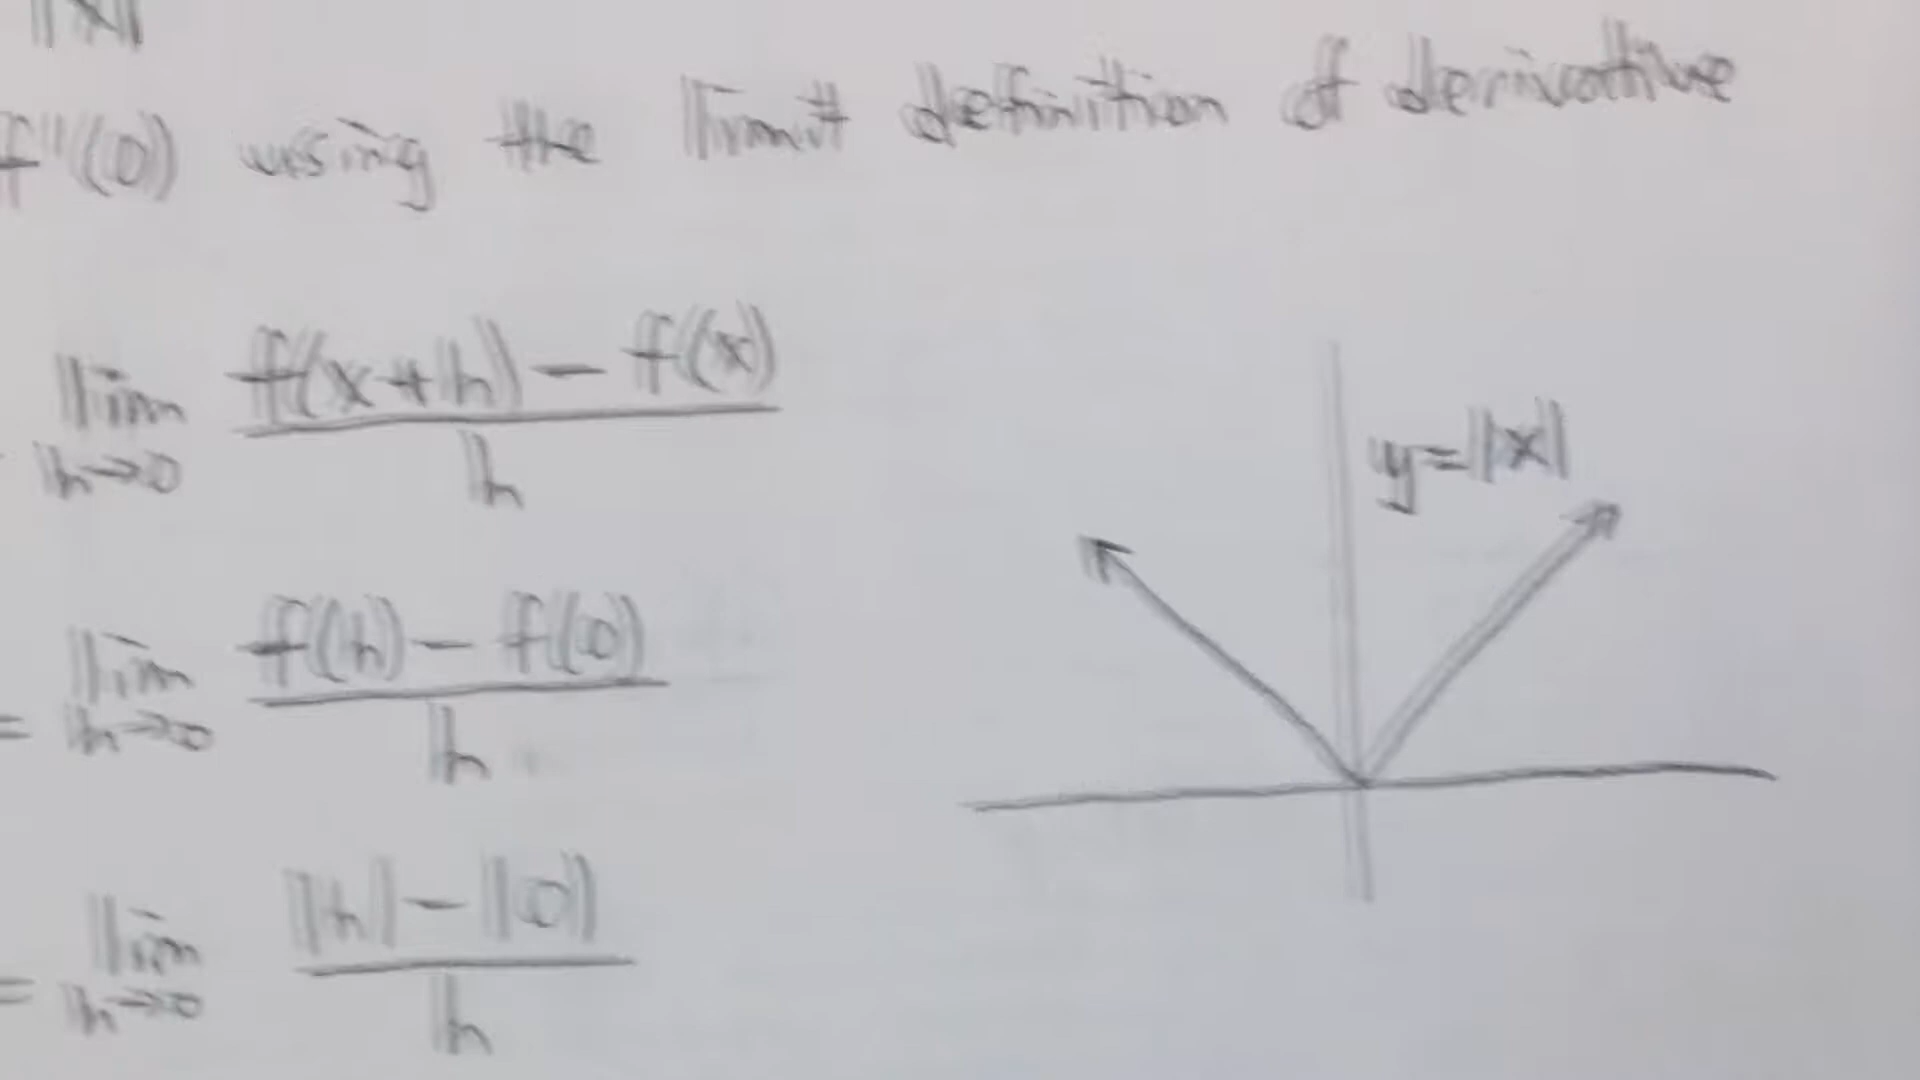 |x|
f'(0) using the limit definition of derivative
lim h→0 f(x+h) − f(x) / h
y=|x|
= lim h→0 f(h) − f(0) / h
= lim h→0 |h| − |0| / h